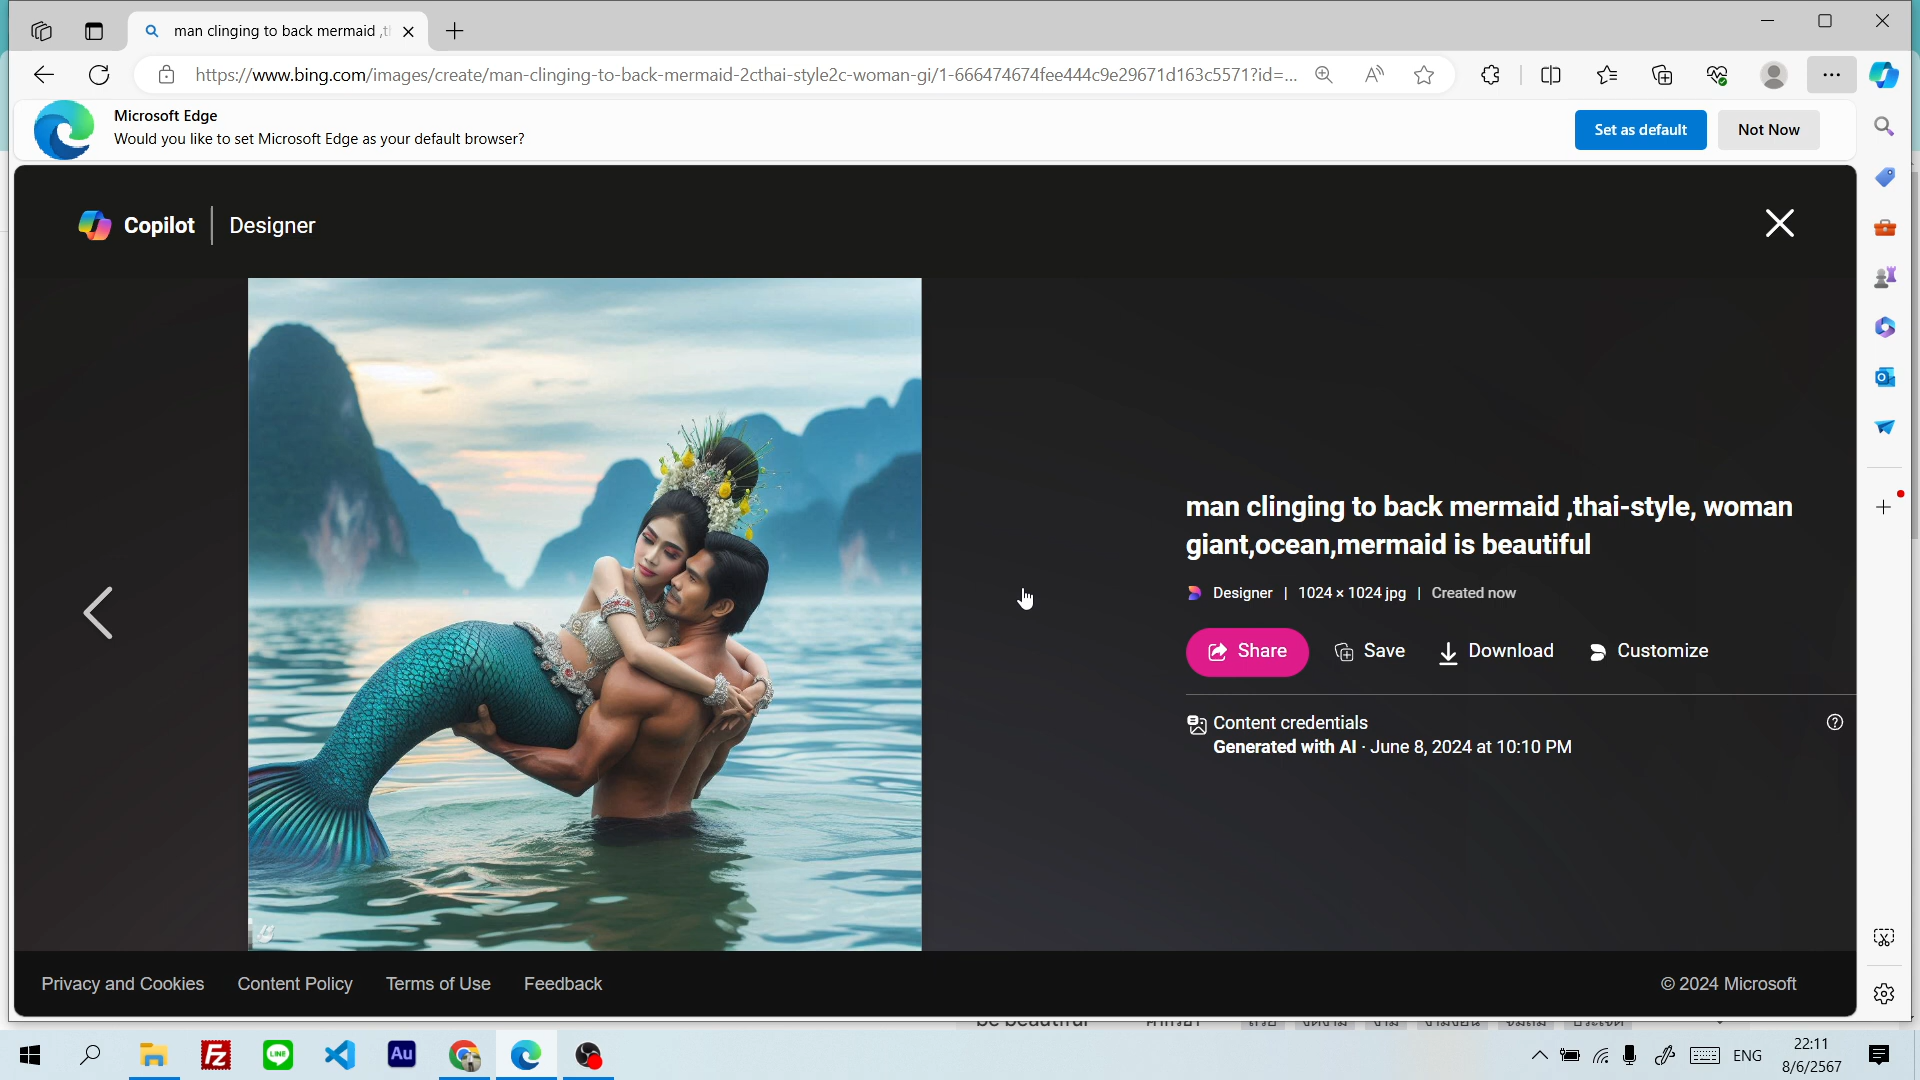 man clinging to back mermaid ,t
https://www.bing.com/images/create/man-clinging-to-back-mermaid-2cthai-style2c-woman-gi/1-666474674fee444c9e29671d163c5571?id=...
Microsoft Edge
Would you like to set Microsoft Edge as your default browser?
Set as default
Not Now
Copilot
Designer
man clinging to back mermaid ,thai-style, woman
giant,ocean,mermaid is beautiful
Designer | 1024 × 1024 jpg | Created now
Share
Save
Download
Customize
Content credentials
Generated with AI · June 8, 2024 at 10:10 PM
Privacy and Cookies
Content Policy
Terms of Use
Feedback
© 2024 Microsoft
be beautiful
Au
ENG
22:11
8/6/2567